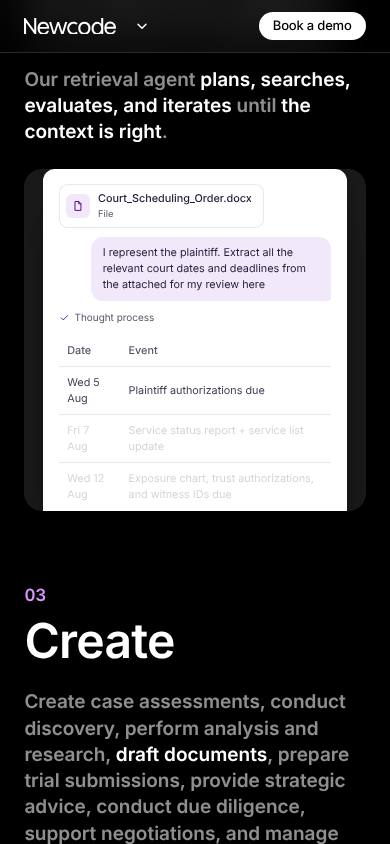 Newcode
Book a demo
Our retrieval agent plans, searches,
evaluates, and iterates until the
context is right.
Court_Scheduling_Order.docx
File
I represent the plaintiff. Extract all the
relevant court dates and deadlines from
the attached for my review here
Thought process
Date Event
Wed 5
Aug
Plaintiff authorizations due
Fri 7
Aug
Service status report + service list
update
Wed 12
Aug
Exposure chart, trust authorizations,
and witness IDs due
03
Create
Create case assessments, conduct
discovery, perform analysis and
research, draft documents, prepare
trial submissions, provide strategic
advice, conduct due diligence,
support negotiations, and manage